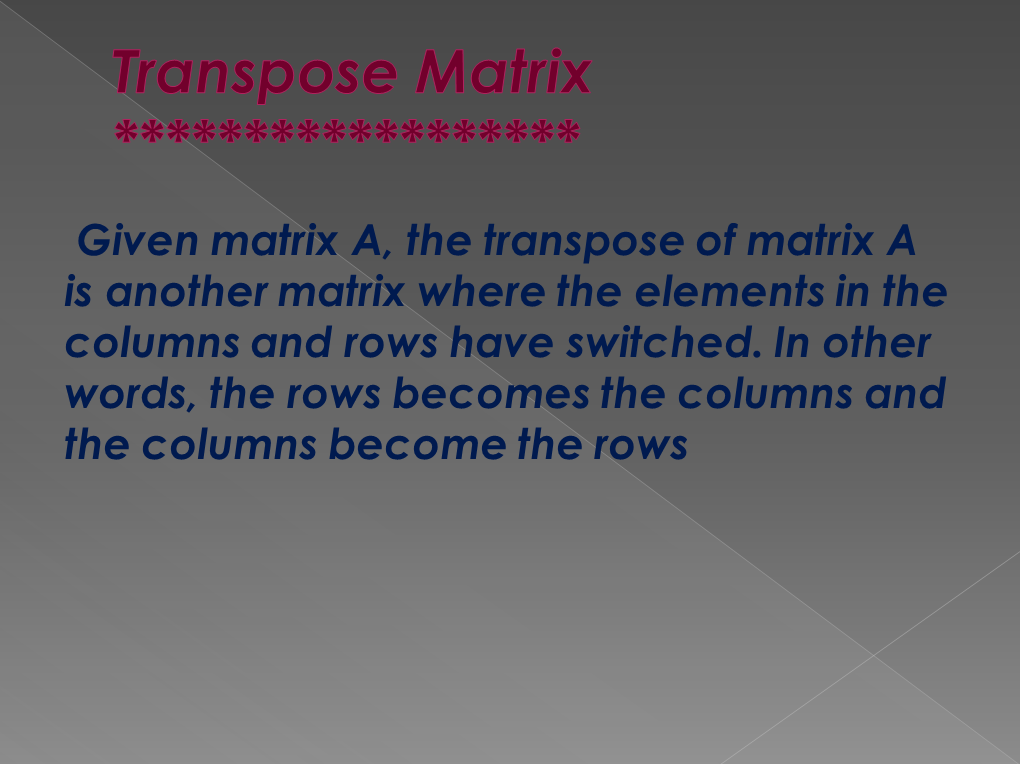 Transpose Matrix
******************
Given matrix A, the transpose of matrix A
is another matrix where the elements in the
columns and rows have switched. In other
words, the rows becomes the columns and
the columns become the rows